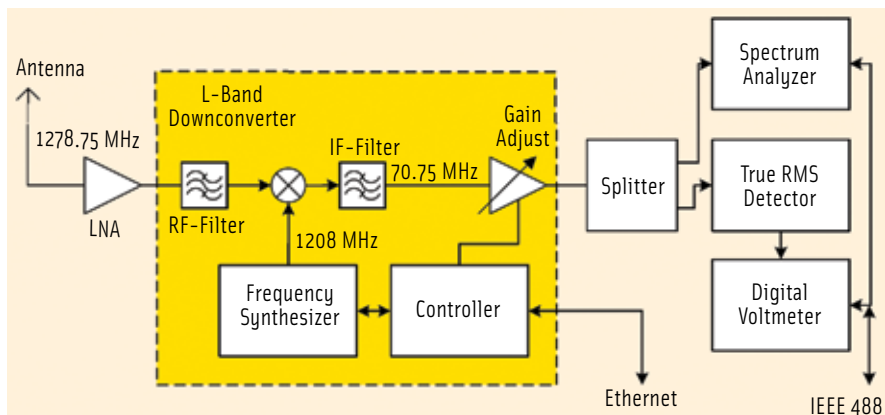 Antenna
1278.75 MHz
LNA
L-Band
Downconverter
RF-Filter
IF-Filter
70.75 MHz
1208 MHz
Gain
Adjust
Frequency
Synthesizer
Controller
Ethernet
Splitter
Spectrum
Analyzer
True RMS
Detector
Digital
Voltmeter
IEEE 488